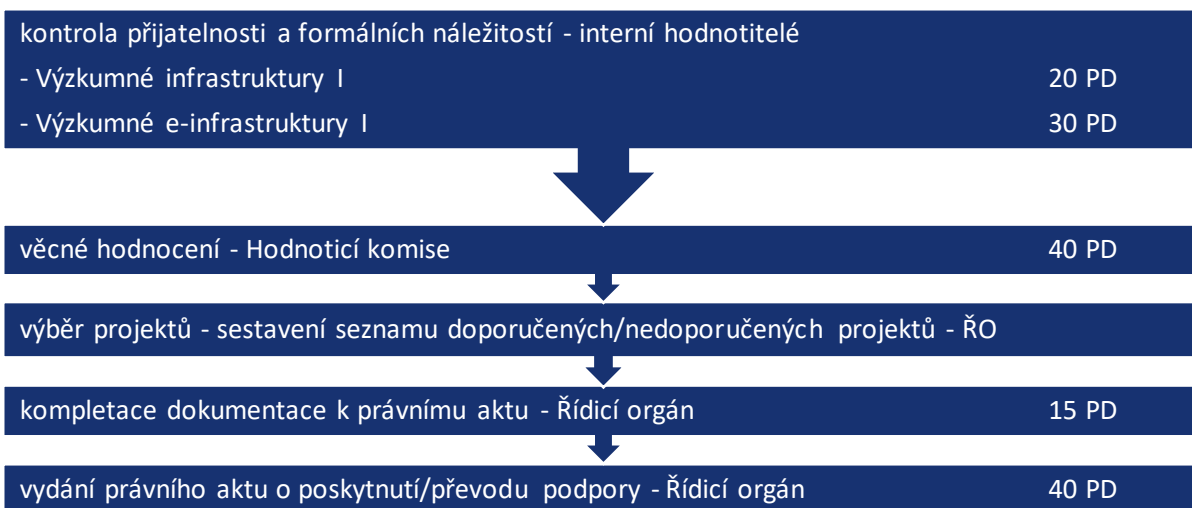 kontrola přijatelnosti a formálních náležitostí - interní hodnotitelé
- Výzkumné infrastruktury I 20 PD
- Výzkumné e-infrastruktury I 30 PD
věcné hodnocení - Hodnoticí komise 40 PD
výběr projektů - sestavení seznamu doporučených/nedoporučených projektů - ŘO
kompletace dokumentace k právnímu aktu - Řídicí orgán 15 PD
vydání právního aktu o poskytnutí/převodu podpory - Řídicí orgán 40 PD